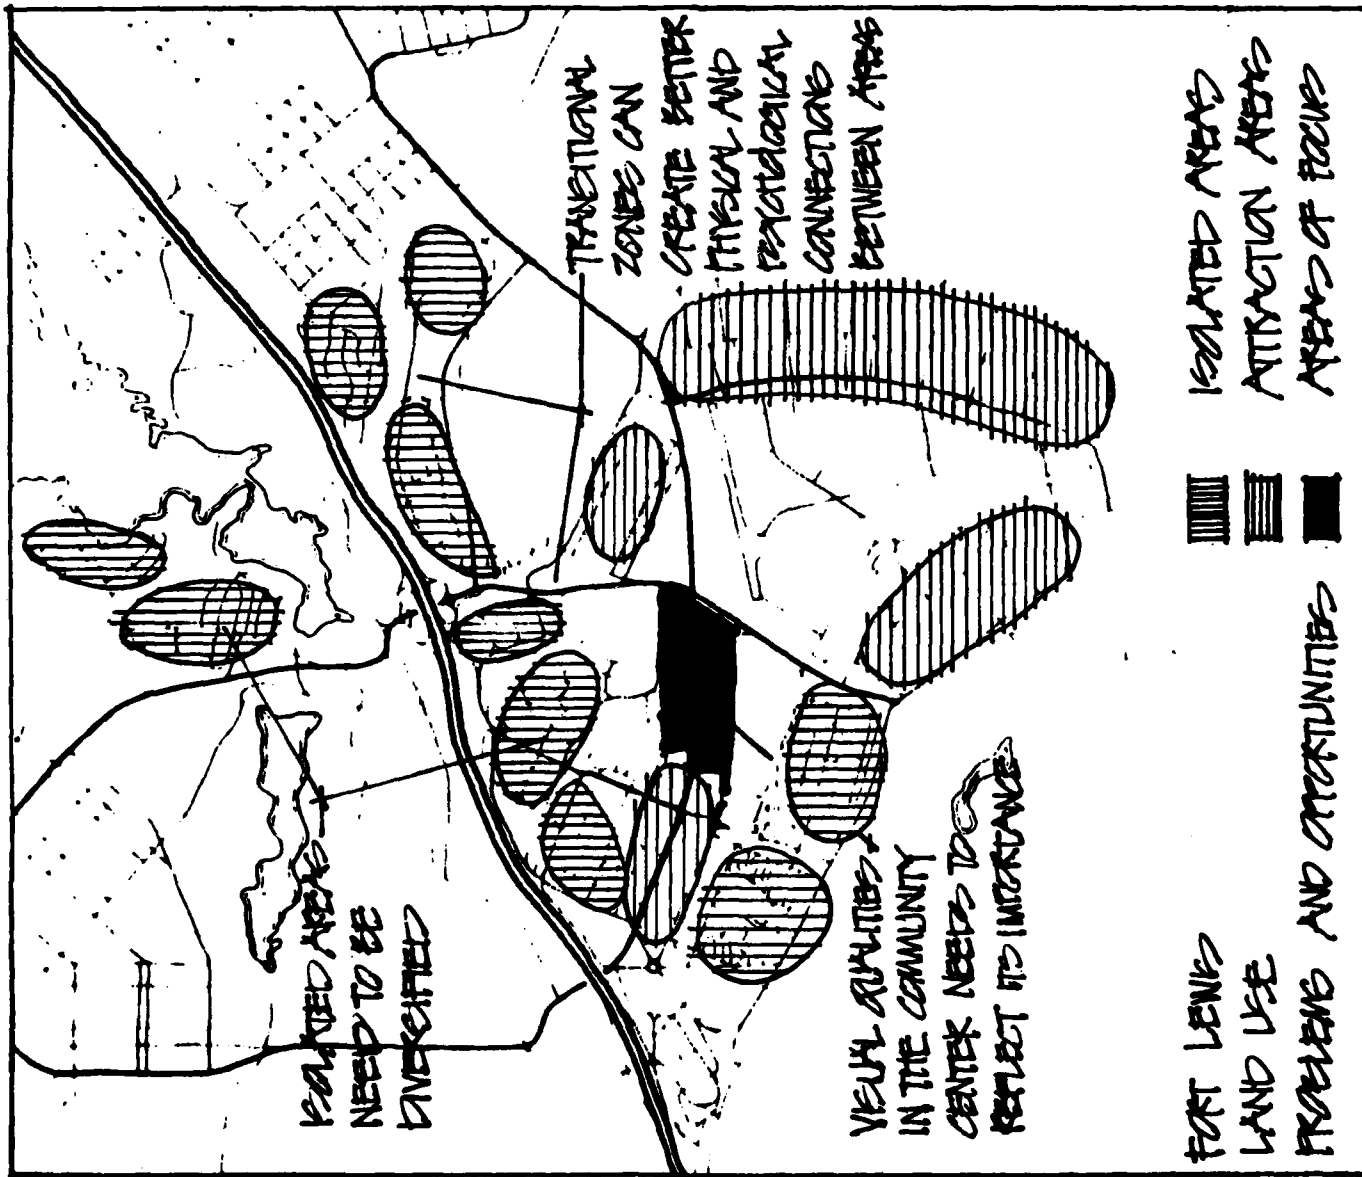 TRANSITIONAL
ZONES CAN
CREATE BETTER
PHYSICAL AND
PSYCHOLOGICAL
CONNECTIONS
BETWEEN AREAS
ISOLATED AREAS
NEED TO BE
DIVERSIFIED
VISUAL QUALITIES
IN THE COMMUNITY
CENTER NEEDS TO
REFLECT ITS IMPORTANCE
FORT LEWIS
LAND USE
PROBLEMS AND OPPORTUNITIES
ISOLATED AREAS
ATTRACTION AREAS
AREAS OF FOCUS